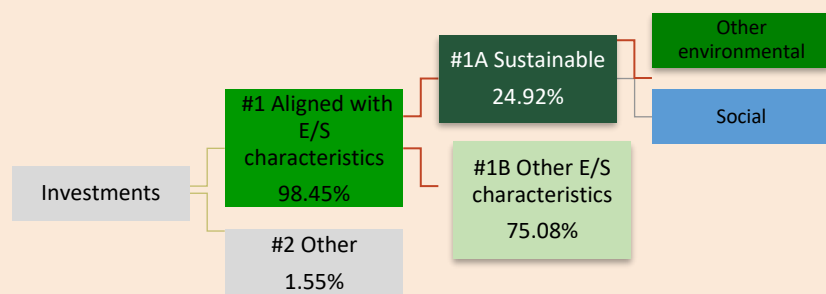 Investments
#1 Aligned with
E/S
characteristics
98.45%
#2 Other
1.55%
#1A Sustainable
24.92%
#1B Other E/S
characteristics
75.08%
Other
environmental
Social